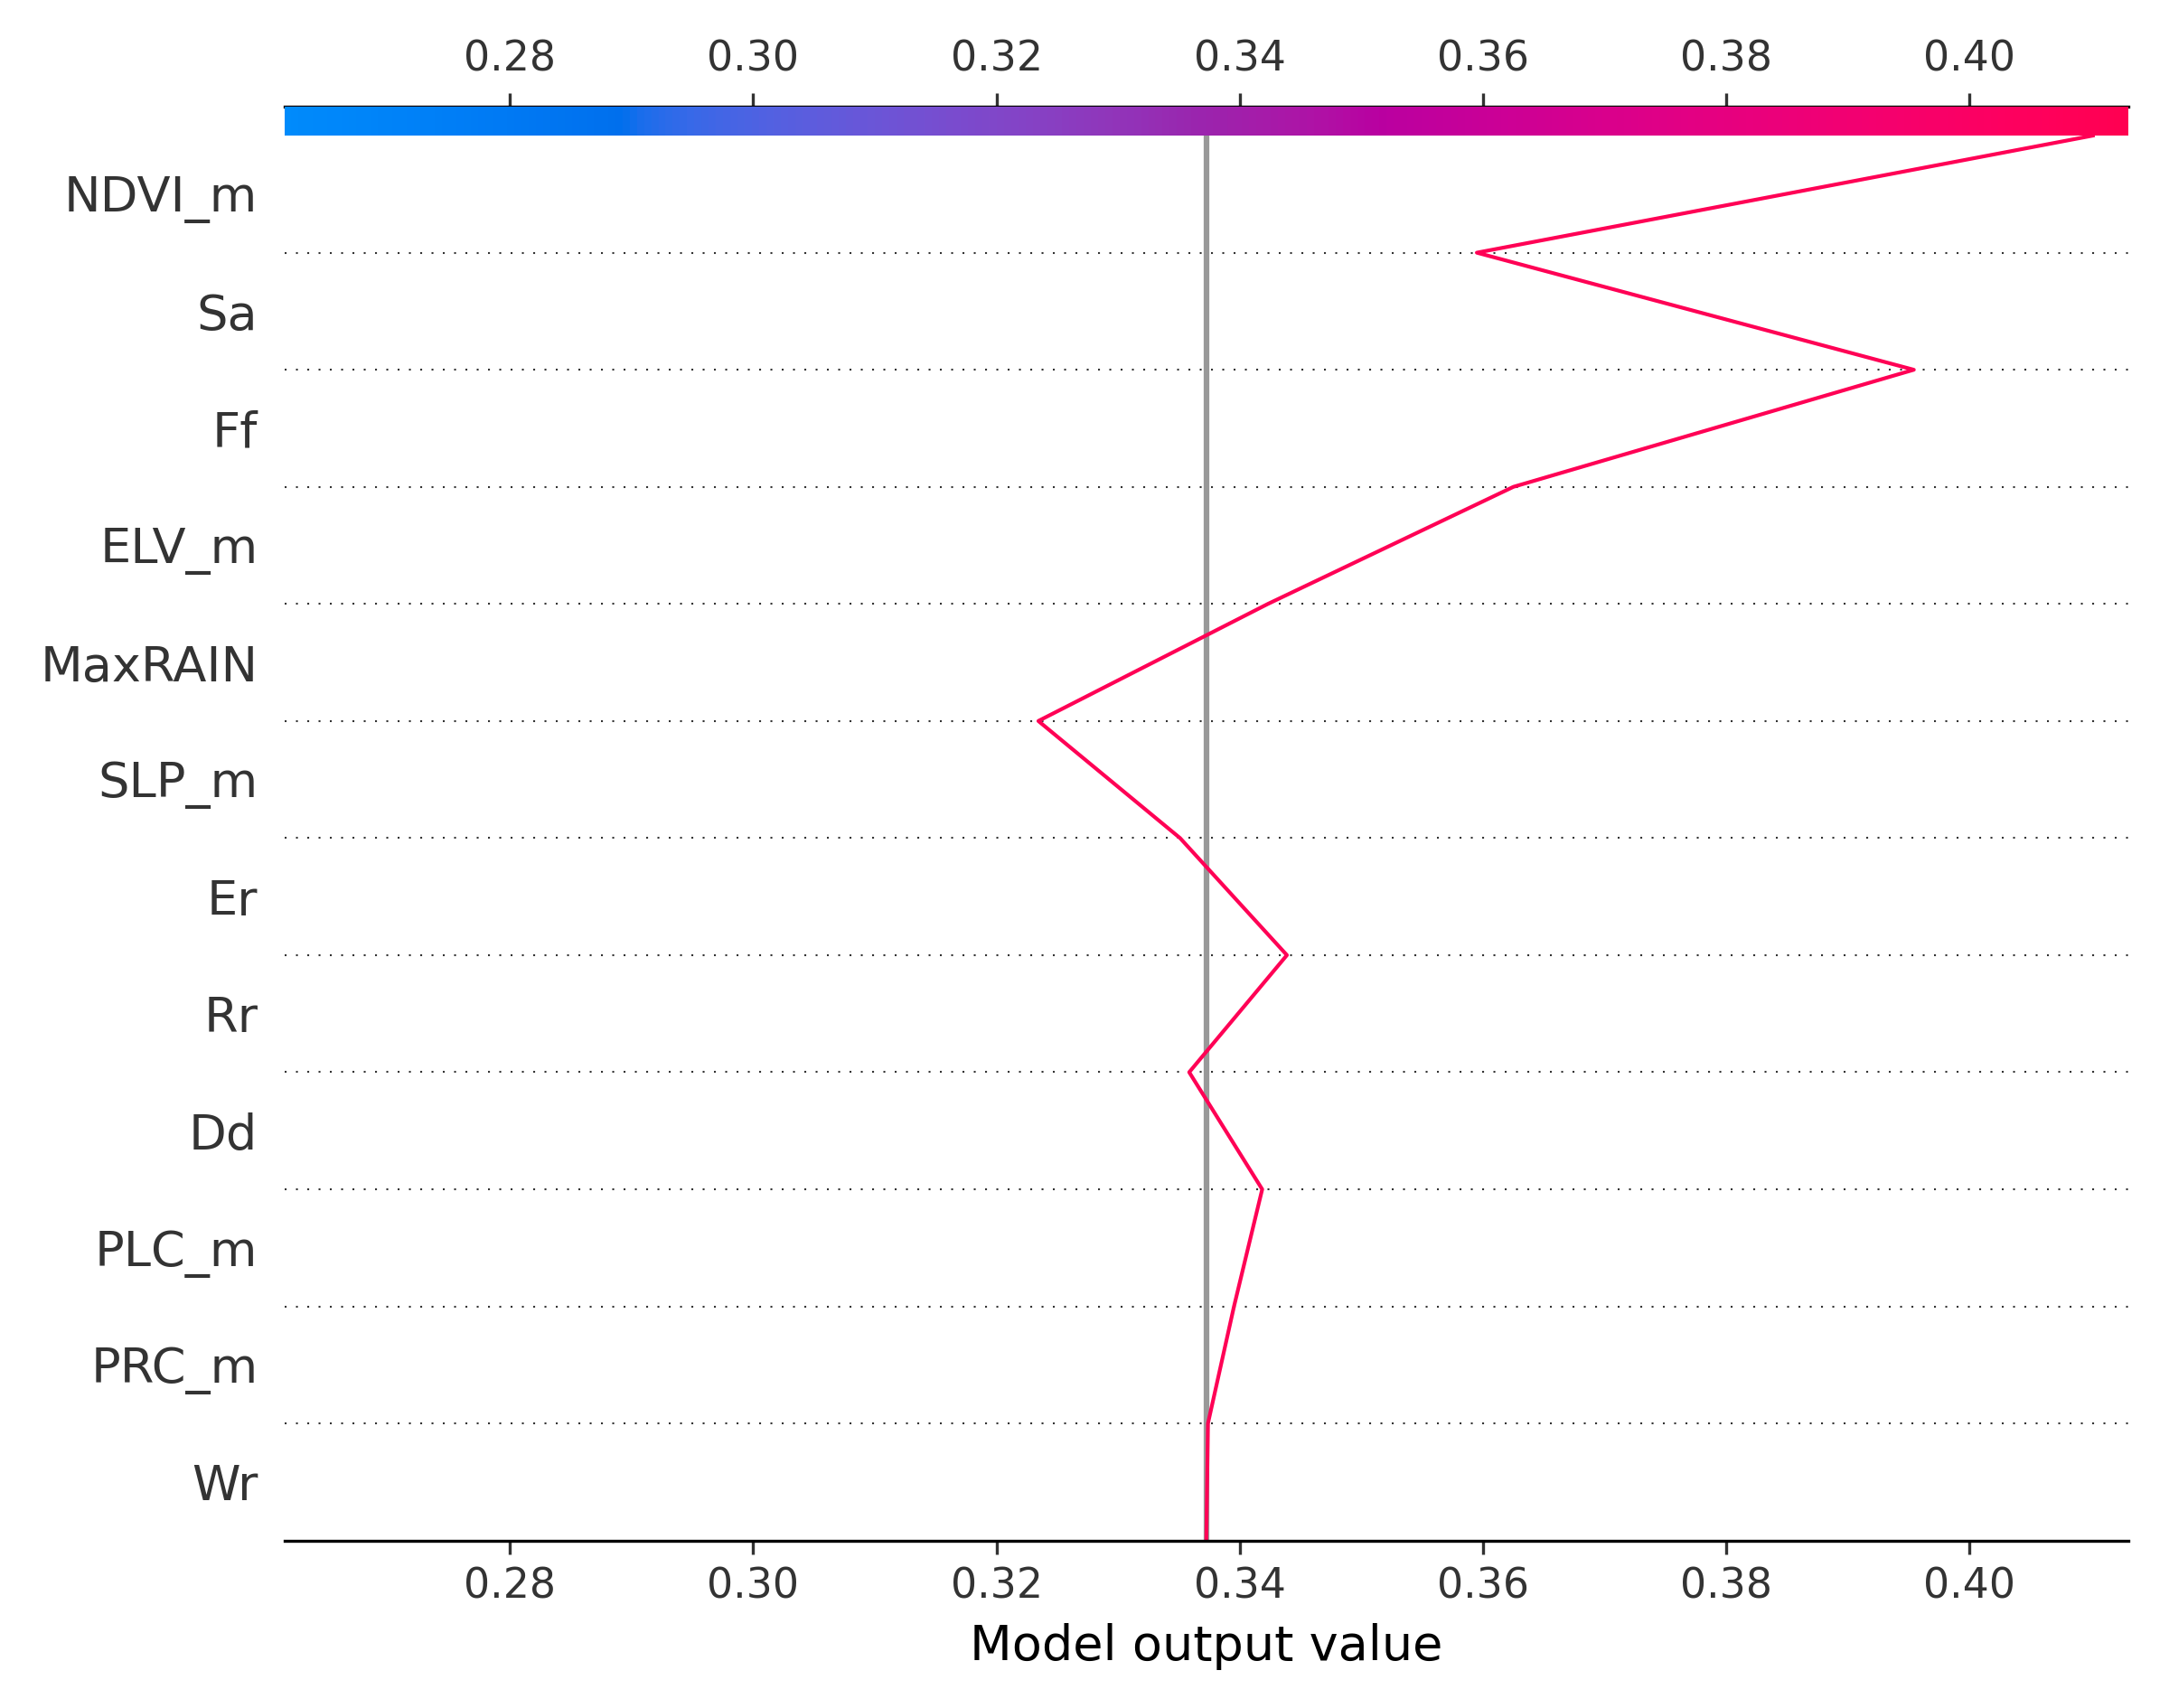 0.28 0.30 0.32 0.34 0.36 0.38 0.40
NDVI_m
Sa
Ff
ELV_m
MaxRAIN
SLP_m
Er
Rr
Dd
PLC_m
PRC_m
Wr
0.28 0.30 0.32 0.34 0.36 0.38 0.40
Model output value